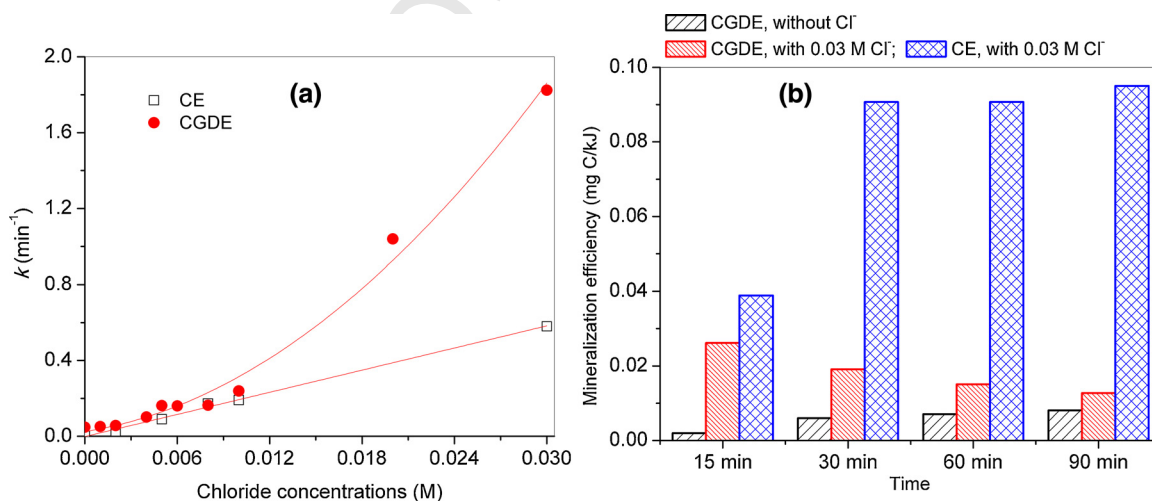 (a)
CE
CGDE
2.0
1.6
1.2
0.8
0.4
0.0
k (min⁻¹)
0.000 0.006 0.012 0.018 0.024 0.030
Chloride concentrations (M)
CGDE, without Cl⁻
CGDE, with 0.03 M Cl⁻; CE, with 0.03 M Cl⁻
(b)
0.10
0.08
0.06
0.04
0.02
0.00
Mineralization efficiency (mg C/kJ)
15 min 30 min 60 min 90 min
Time